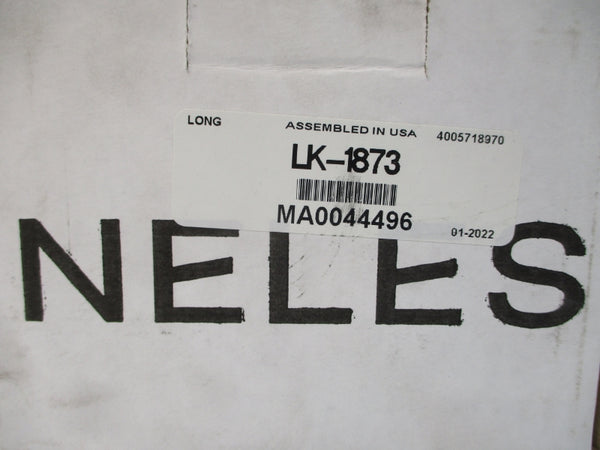 LONG
ASSEMBLED IN USA
4005718970
LK-1873
MA0044496
01-2022
NELES